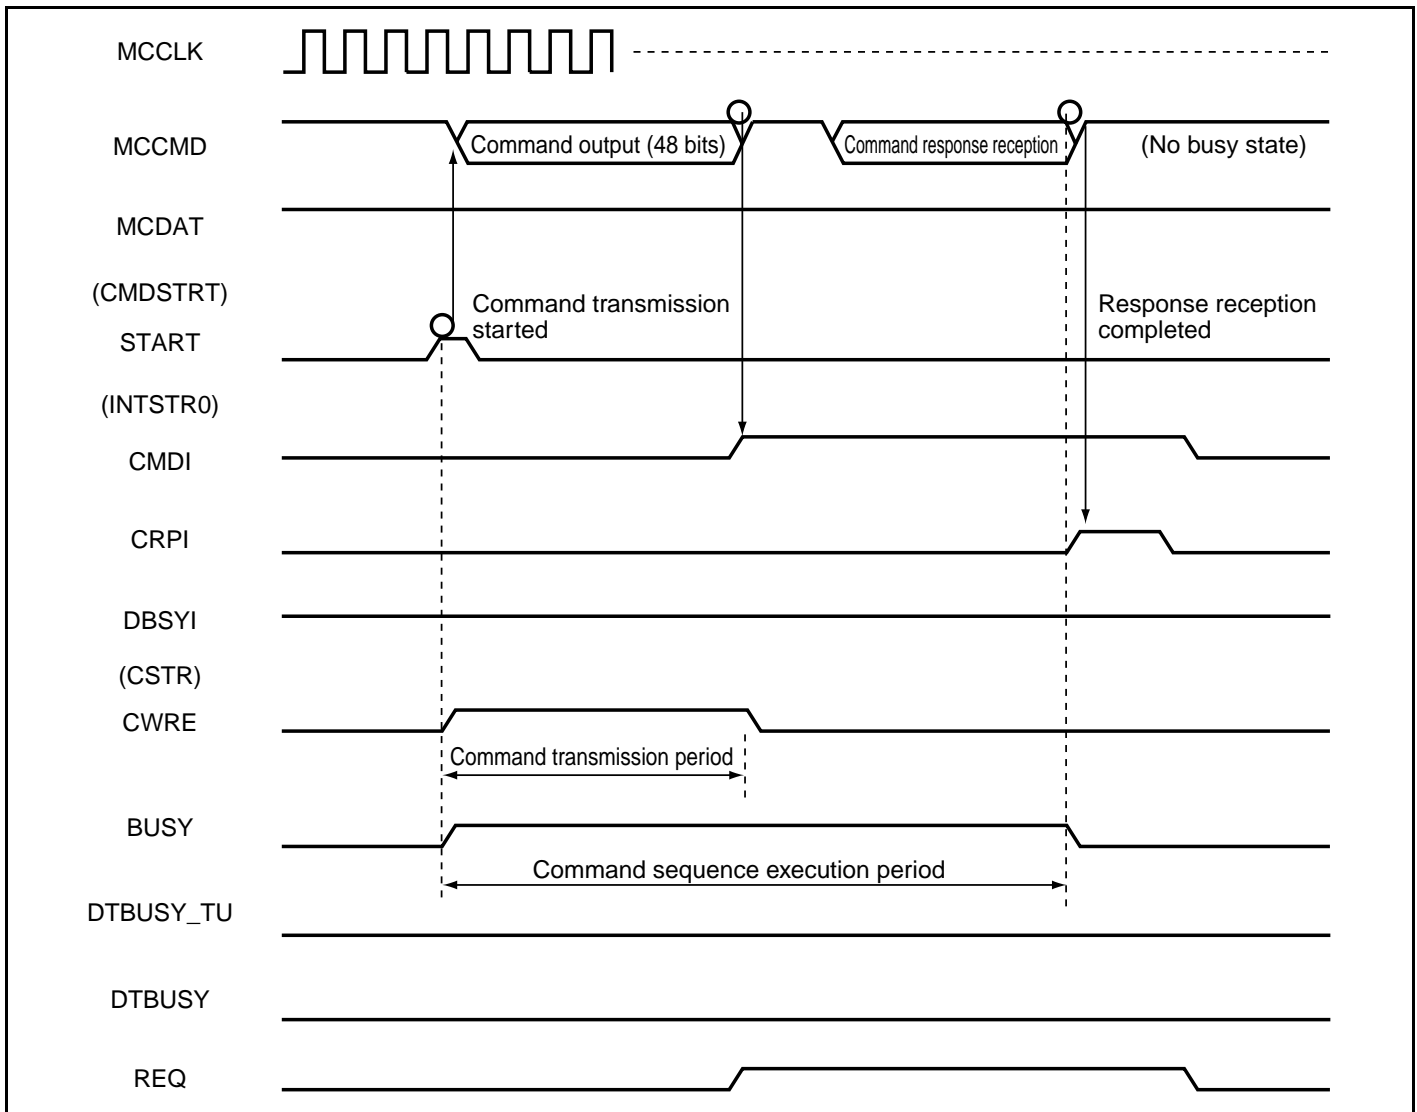 MCCLK
MCCMD
Command output (48 bits)
Command response reception
(No busy state)
MCDAT
(CMDSTRT)
START
Command transmission
started
Response reception
completed
(INTSTR0)
CMDI
CRPI
DBSYI
(CSTR)
CWRE
Command transmission period
BUSY
Command sequence execution period
DTBUSY_TU
DTBUSY
REQ